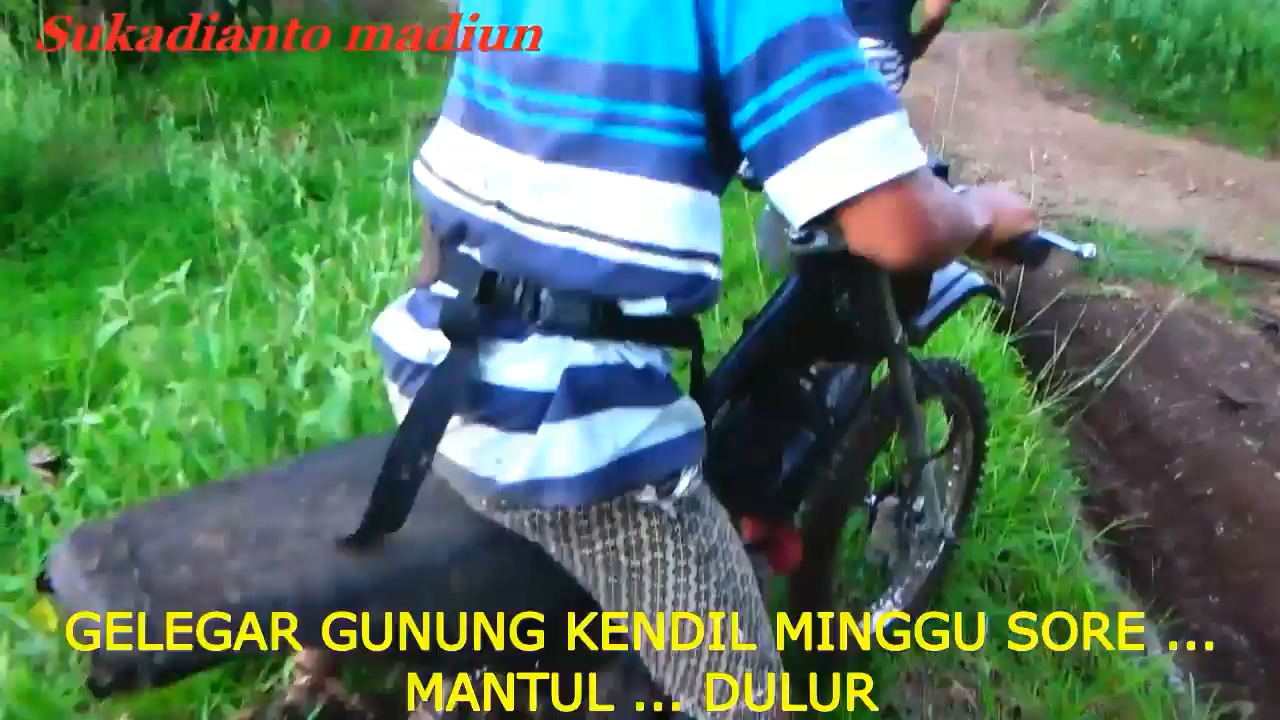 Sukadianto madiun
GELEGAR GUNUNG KENDIL MINGGU SORE ...
MANTUL ... DULUR